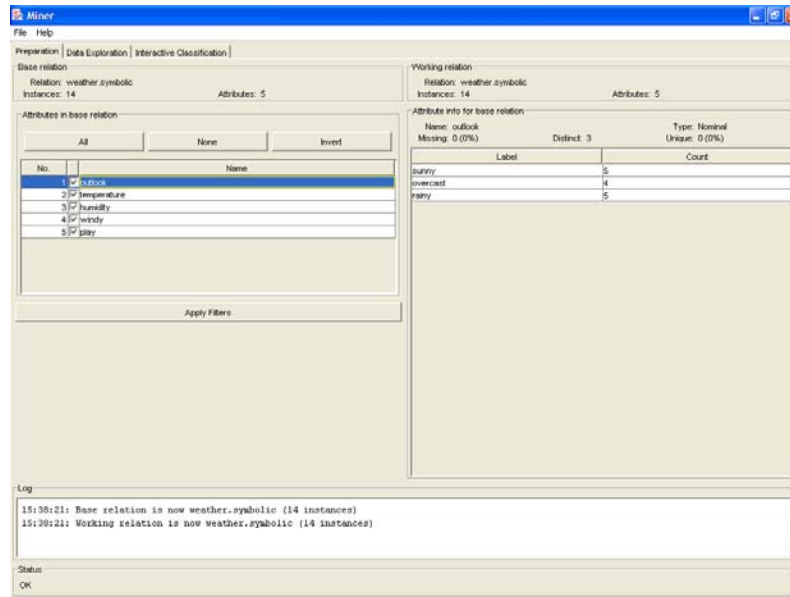 Miner
File Help
Preparation Data Exploration Interactive Classification
Base relation
Relation: weather.symbolic
Instances: 14 Attributes: 5
Working relation
Relation: weather.symbolic
Instances: 14 Attributes: 5
Attributes in base relation
All None Invert
No. Name
1 outlook
2 temperature
3 humidity
4 windy
5 play
Apply Filters
Attribute info for base relation
Name: outlook Type: Nominal
Missing: 0 (0%) Distinct: 3 Unique: 0 (0%)
Label Count
sunny 5
overcast 4
rainy 5
Log
15:38:21: Base relation is now weather.symbolic (14 instances)
15:38:21: Working relation is now weather.symbolic (14 instances)
Status
OK